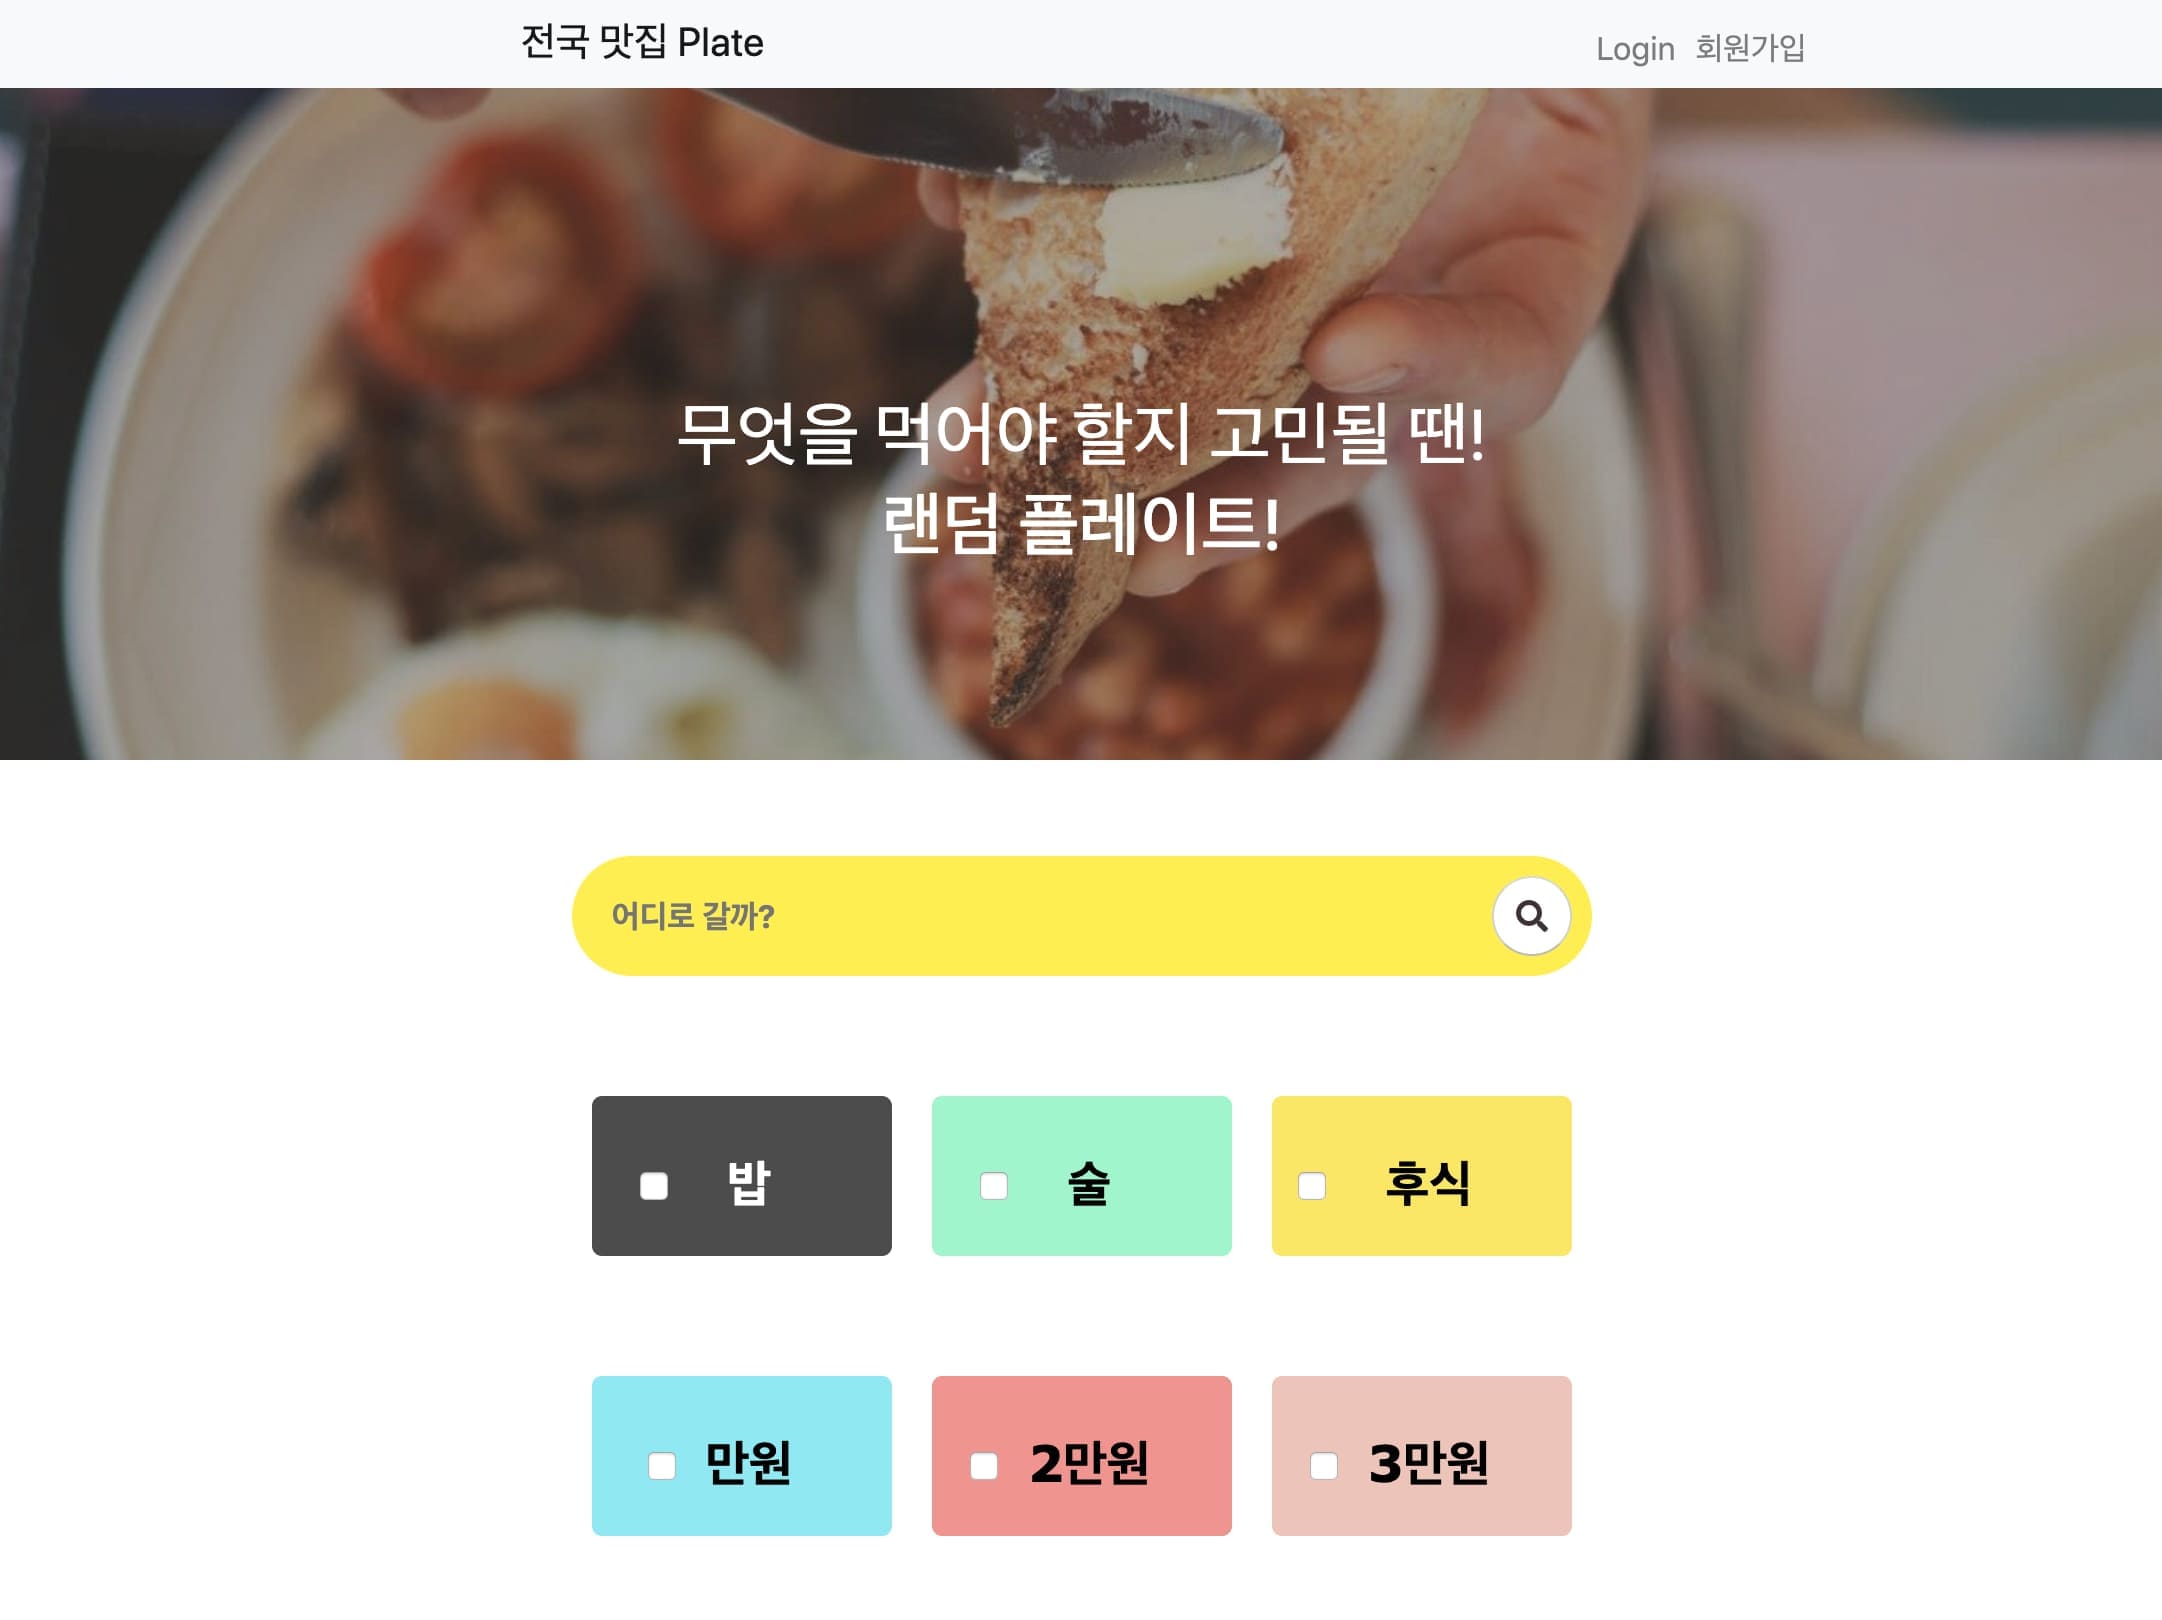 전국 맛집 Plate
Login 회원가입
무엇을 먹어야 할지 고민될 땐!
랜덤 플레이트!
어디로 갈까?
밥
술
후식
만원
2만원
3만원